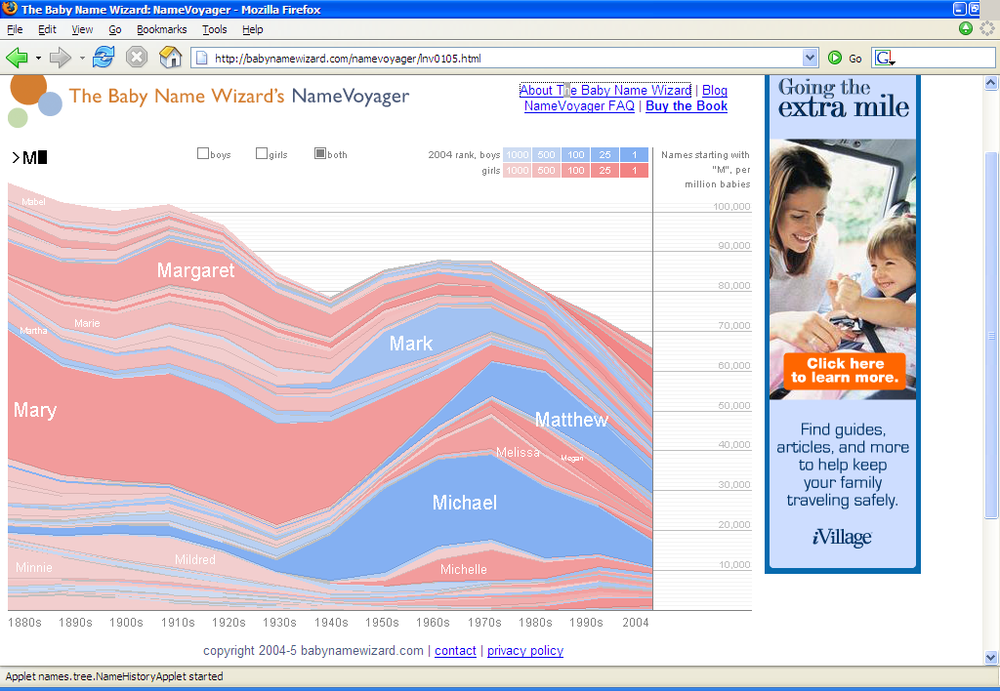 The Baby Name Wizard: NameVoyager - Mozilla Firefox
File Edit View Go Bookmarks Tools Help
http://babynamewizard.com/namevoyager/lnv0105.html
Go
G
The Baby Name Wizard's NameVoyager
About The Baby Name Wizard | Blog
NameVoyager FAQ | Buy the Book
>M
boys girls both
2004 rank, boys 1000 500 100 25 1
girls 1000 500 100 25 1
Names starting with
"M", per
million babies
100,000
90,000
80,000
70,000
60,000
50,000
40,000
30,000
20,000
10,000
Mabel
Margaret
Marie
Martha
Mark
Mary
Matthew
Melissa
Megan
Michael
Mildred
Minnie
Michelle
1880s 1890s 1900s 1910s 1920s 1930s 1940s 1950s 1960s 1970s 1980s 1990s 2004
copyright 2004-5 babynamewizard.com | contact | privacy policy
Going the
extra mile
Click here
to learn more.
Find guides,
articles, and more
to help keep
your family
traveling safely.
iVillage
Applet names.tree.NameHistoryApplet started